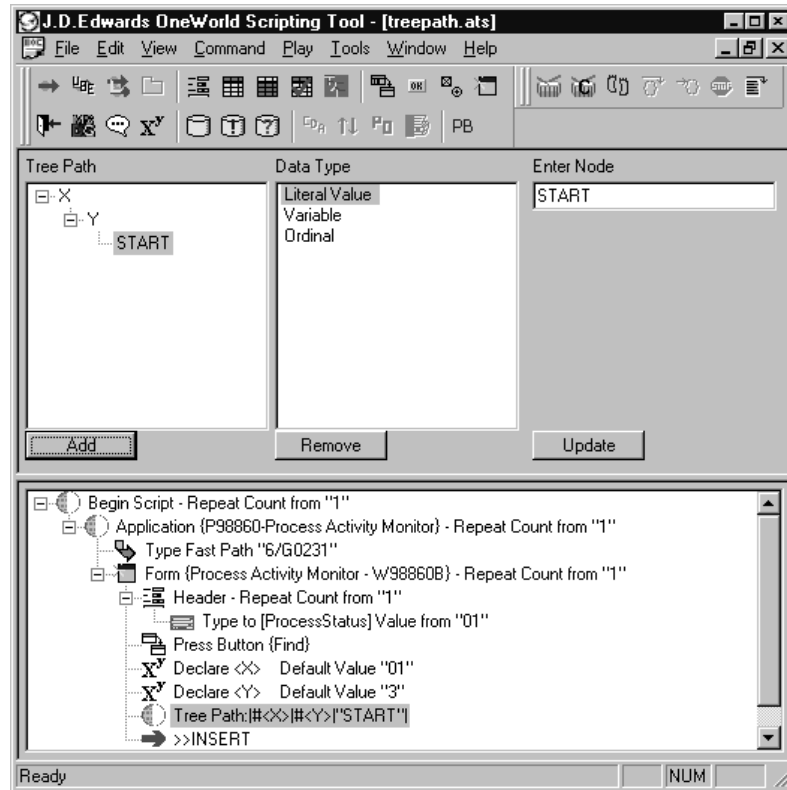 J.D.Edwards OneWorld Scripting Tool - [treepath.ats]
File Edit View Command Play Tools Window Help
PB
Tree Path Data Type Enter Node
X
Y
START
Literal Value
Variable
Ordinal
START
Add Remove Update
Begin Script - Repeat Count from "1"
Application {P98860-Process Activity Monitor} - Repeat Count from "1"
Type Fast Path "6/G0231"
Form {Process Activity Monitor - W98860B} - Repeat Count from "1"
Header - Repeat Count from "1"
Type to [ProcessStatus] Value from "01"
Press Button {Find}
Declare <X> Default Value "01"
Declare <Y> Default Value "3"
Tree Path:|#<X>|#<Y>|"START"|
>>INSERT
Ready NUM